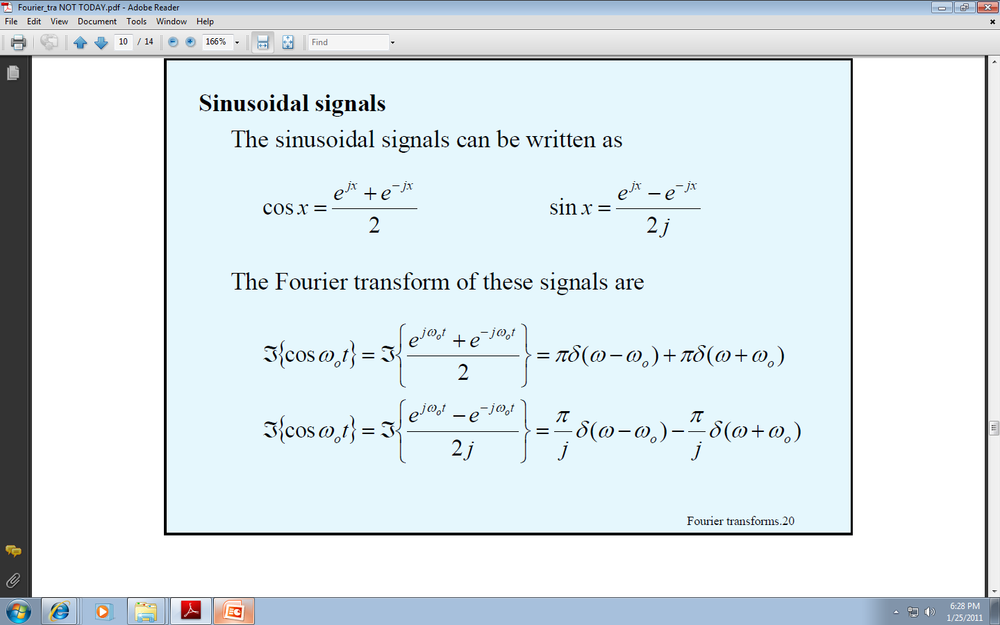 Fourier_tra NOT TODAY.pdf - Adobe Reader
File Edit View Document Tools Window Help
10 / 14 166% Find
Sinusoidal signals
The sinusoidal signals can be written as
cos x = (e^{jx} + e^{-jx}) / 2    sin x = (e^{jx} − e^{-jx}) / 2j
The Fourier transform of these signals are
ℑ{cos ω_o t} = ℑ{(e^{jω_o t} + e^{-jω_o t}) / 2} = πδ(ω − ω_o) + πδ(ω + ω_o)
ℑ{cos ω_o t} = ℑ{(e^{jω_o t} − e^{-jω_o t}) / 2j} = π/j δ(ω − ω_o) − π/j δ(ω + ω_o)
Fourier transforms.20
6:28 PM
1/25/2011